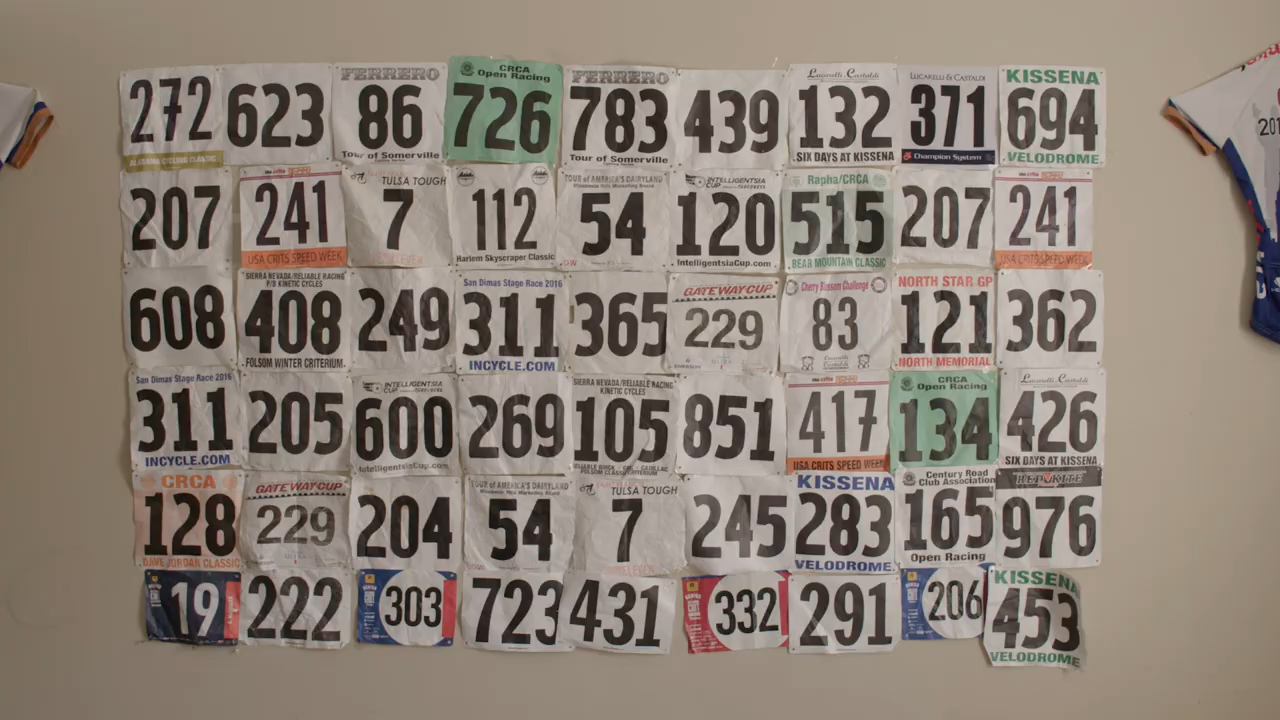 272
ALABAMA CYCLING CLASSIC
623
FERRERO
86
Tour of Somerville
CRCA
Open Racing
726
FERRERO
783
Tour of Somerville
439
Lucarelli & Castaldi
132
SIX DAYS AT KISSENA
LUCARELLI & CASTALDI
371
Champion System
KISSENA
694
VELODROME
207
241
USA CRITS SPEED WEEK
TULSA TOUGH
7
112
Harlem Skyscraper Classic
TOUR of AMERICA'S DAIRYLAND
54
INTELLIGENTSIA
CUP
120
IntelligentsiaCup.com
Rapha/CRCA
515
BEAR MOUNTAIN CLASSIC
207
241
USA CRITS SPEED WEEK
608
SIERRA NEVADA/RELIABLE RACING
P/B KINETIC CYCLES
408
FOLSOM WINTER CRITERIUM
249
San Dimas Stage Race 2016
311
INCYCLE.COM
365
GATEWAY CUP
229
Cherry Blossom Challenge
83
NORTH STAR GP
121
NORTH MEMORIAL
362
San Dimas Stage Race 2016
311
INCYCLE.COM
205
INTELLIGENTSIA
CUP
600
IntelligentsiaCup.com
269
SIERRA NEVADA/RELIABLE RACING
KINETIC CYCLES
105
851
417
USA CRITS SPEED WEEK
CRCA
Open Racing
134
Lucarelli & Castaldi
426
SIX DAYS AT KISSENA
CRCA
128
DAVE JORDAN CLASSIC
GATEWAY CUP
229
204
TOUR of AMERICA'S DAIRYLAND
54
TULSA TOUGH
7
245
KISSENA
283
VELODROME
Century Road
Club Association
165
Open Racing
RED KITE
976
19
222
303
723
431
332
291
206
KISSENA
453
VELODROME
201